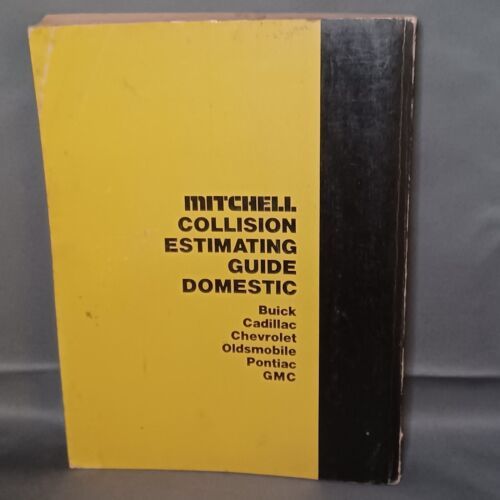 MITCHELL
COLLISION
ESTIMATING
GUIDE
DOMESTIC
Buick
Cadillac
Chevrolet
Oldsmobile
Pontiac
GMC